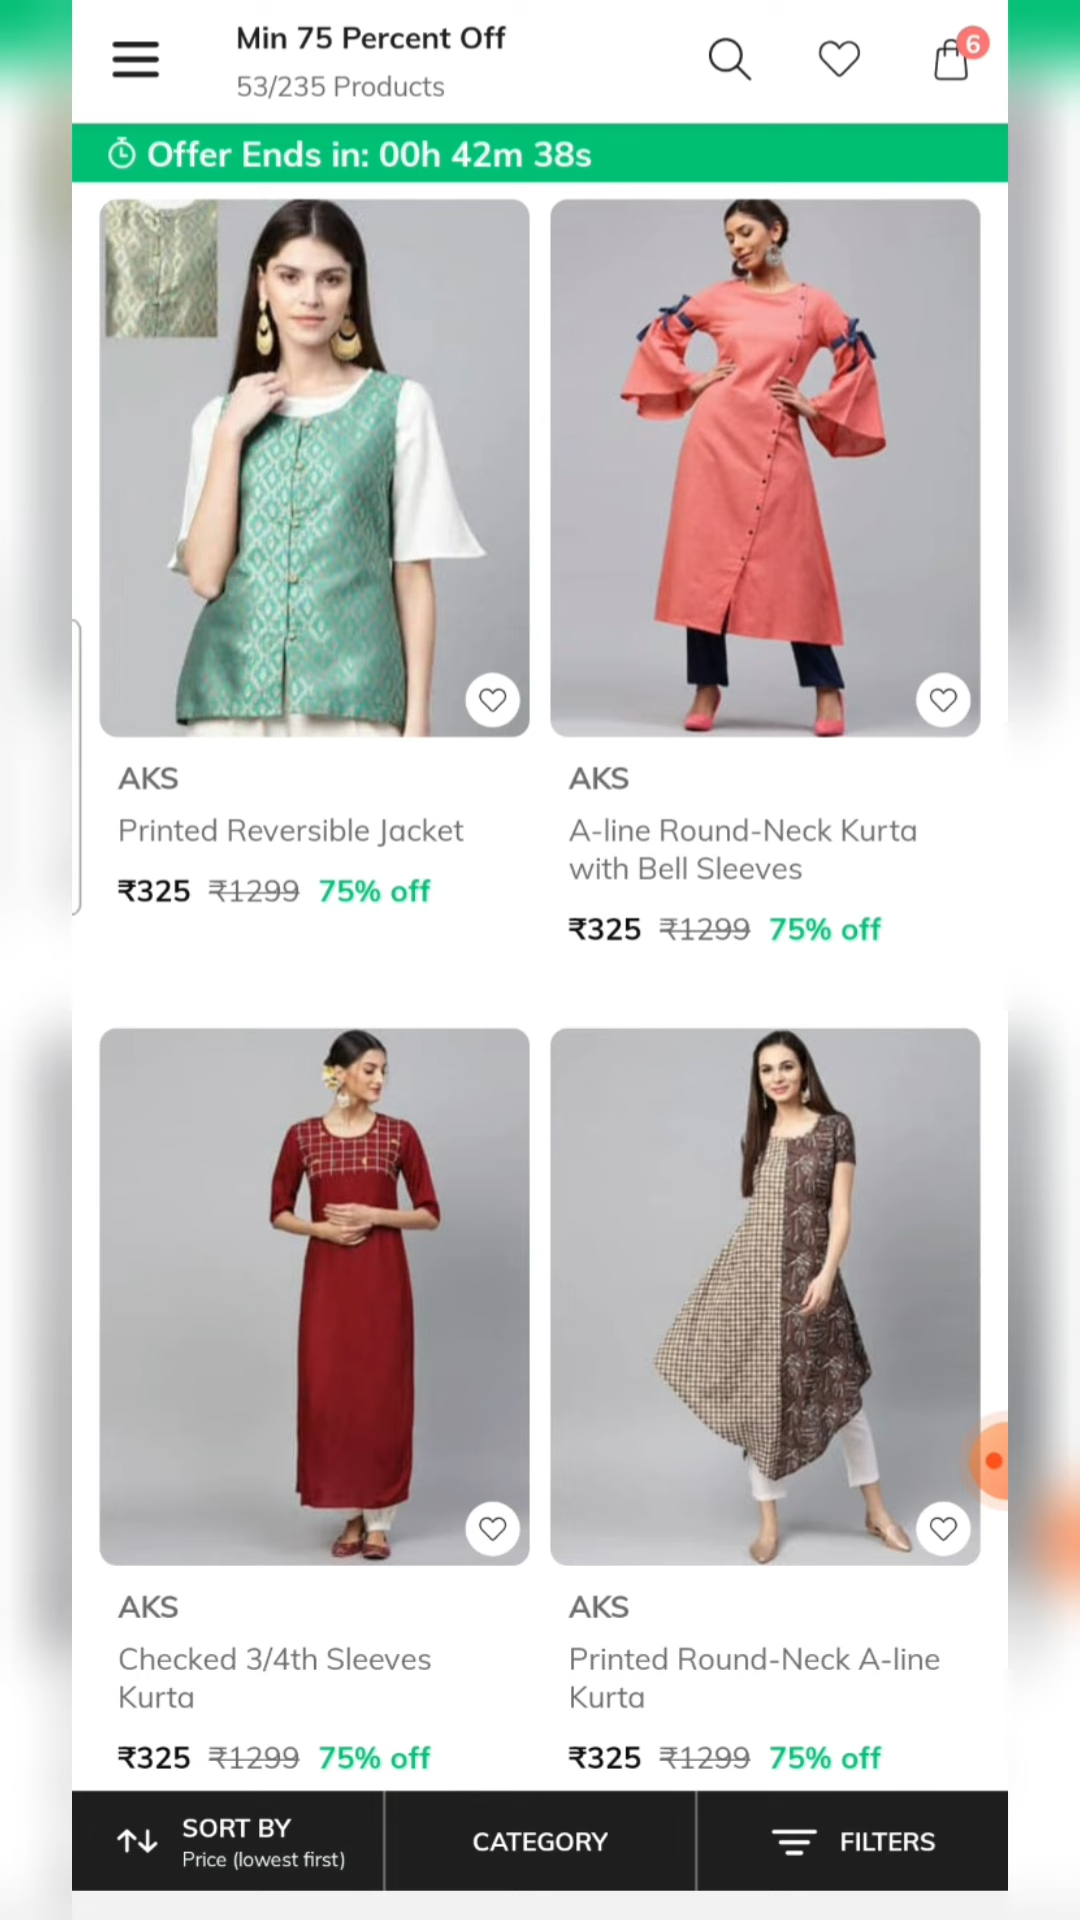 Min 75 Percent Off
53/235 Products
6
Offer Ends in: 00h 42m 38s
AKS
Printed Reversible Jacket
₹325 ₹1299 75% off
AKS
A-line Round-Neck Kurta
with Bell Sleeves
₹325 ₹1299 75% off
AKS
Checked 3/4th Sleeves
Kurta
₹325 ₹1299 75% off
AKS
Printed Round-Neck A-line
Kurta
₹325 ₹1299 75% off
SORT BY
Price (lowest first)
CATEGORY
FILTERS